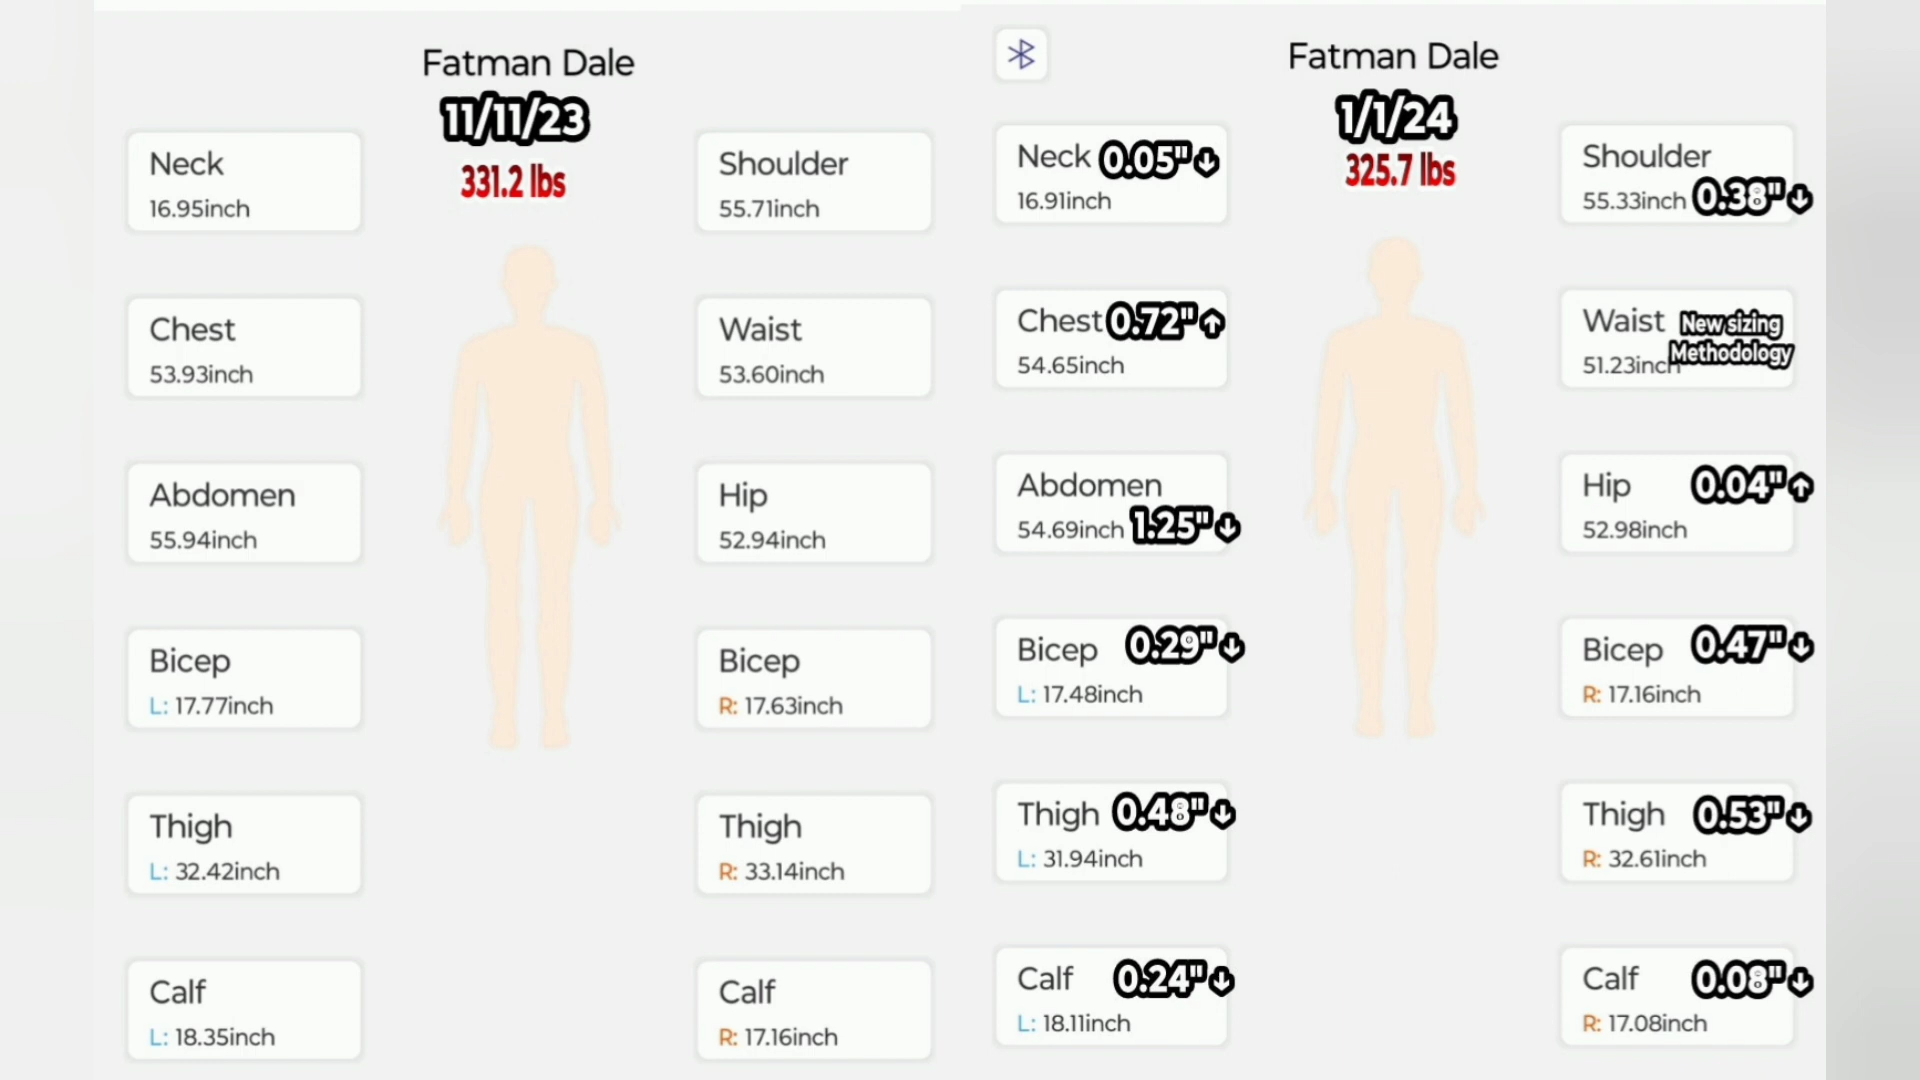 Fatman Dale
11/11/23
331.2 lbs
Neck
16.95inch
Shoulder
55.71inch
Chest
53.93inch
Waist
53.60inch
Abdomen
55.94inch
Hip
52.94inch
Bicep
L: 17.77inch
Bicep
R: 17.63inch
Thigh
L: 32.42inch
Thigh
R: 33.14inch
Calf
L: 18.35inch
Calf
R: 17.16inch
Fatman Dale
1/1/24
325.7 lbs
Neck 0.05"↓
16.91inch
Shoulder
55.33inch 0.38"↓
Chest 0.72"↑
54.65inch
Waist New sizing
51.23inch Methodology
Abdomen
54.69inch 1.25"↓
Hip 0.04"↑
52.98inch
Bicep 0.29"↓
L: 17.48inch
Bicep 0.47"↓
R: 17.16inch
Thigh 0.48"↓
L: 31.94inch
Thigh 0.53"↓
R: 32.61inch
Calf 0.24"↓
L: 18.11inch
Calf 0.08"↓
R: 17.08inch